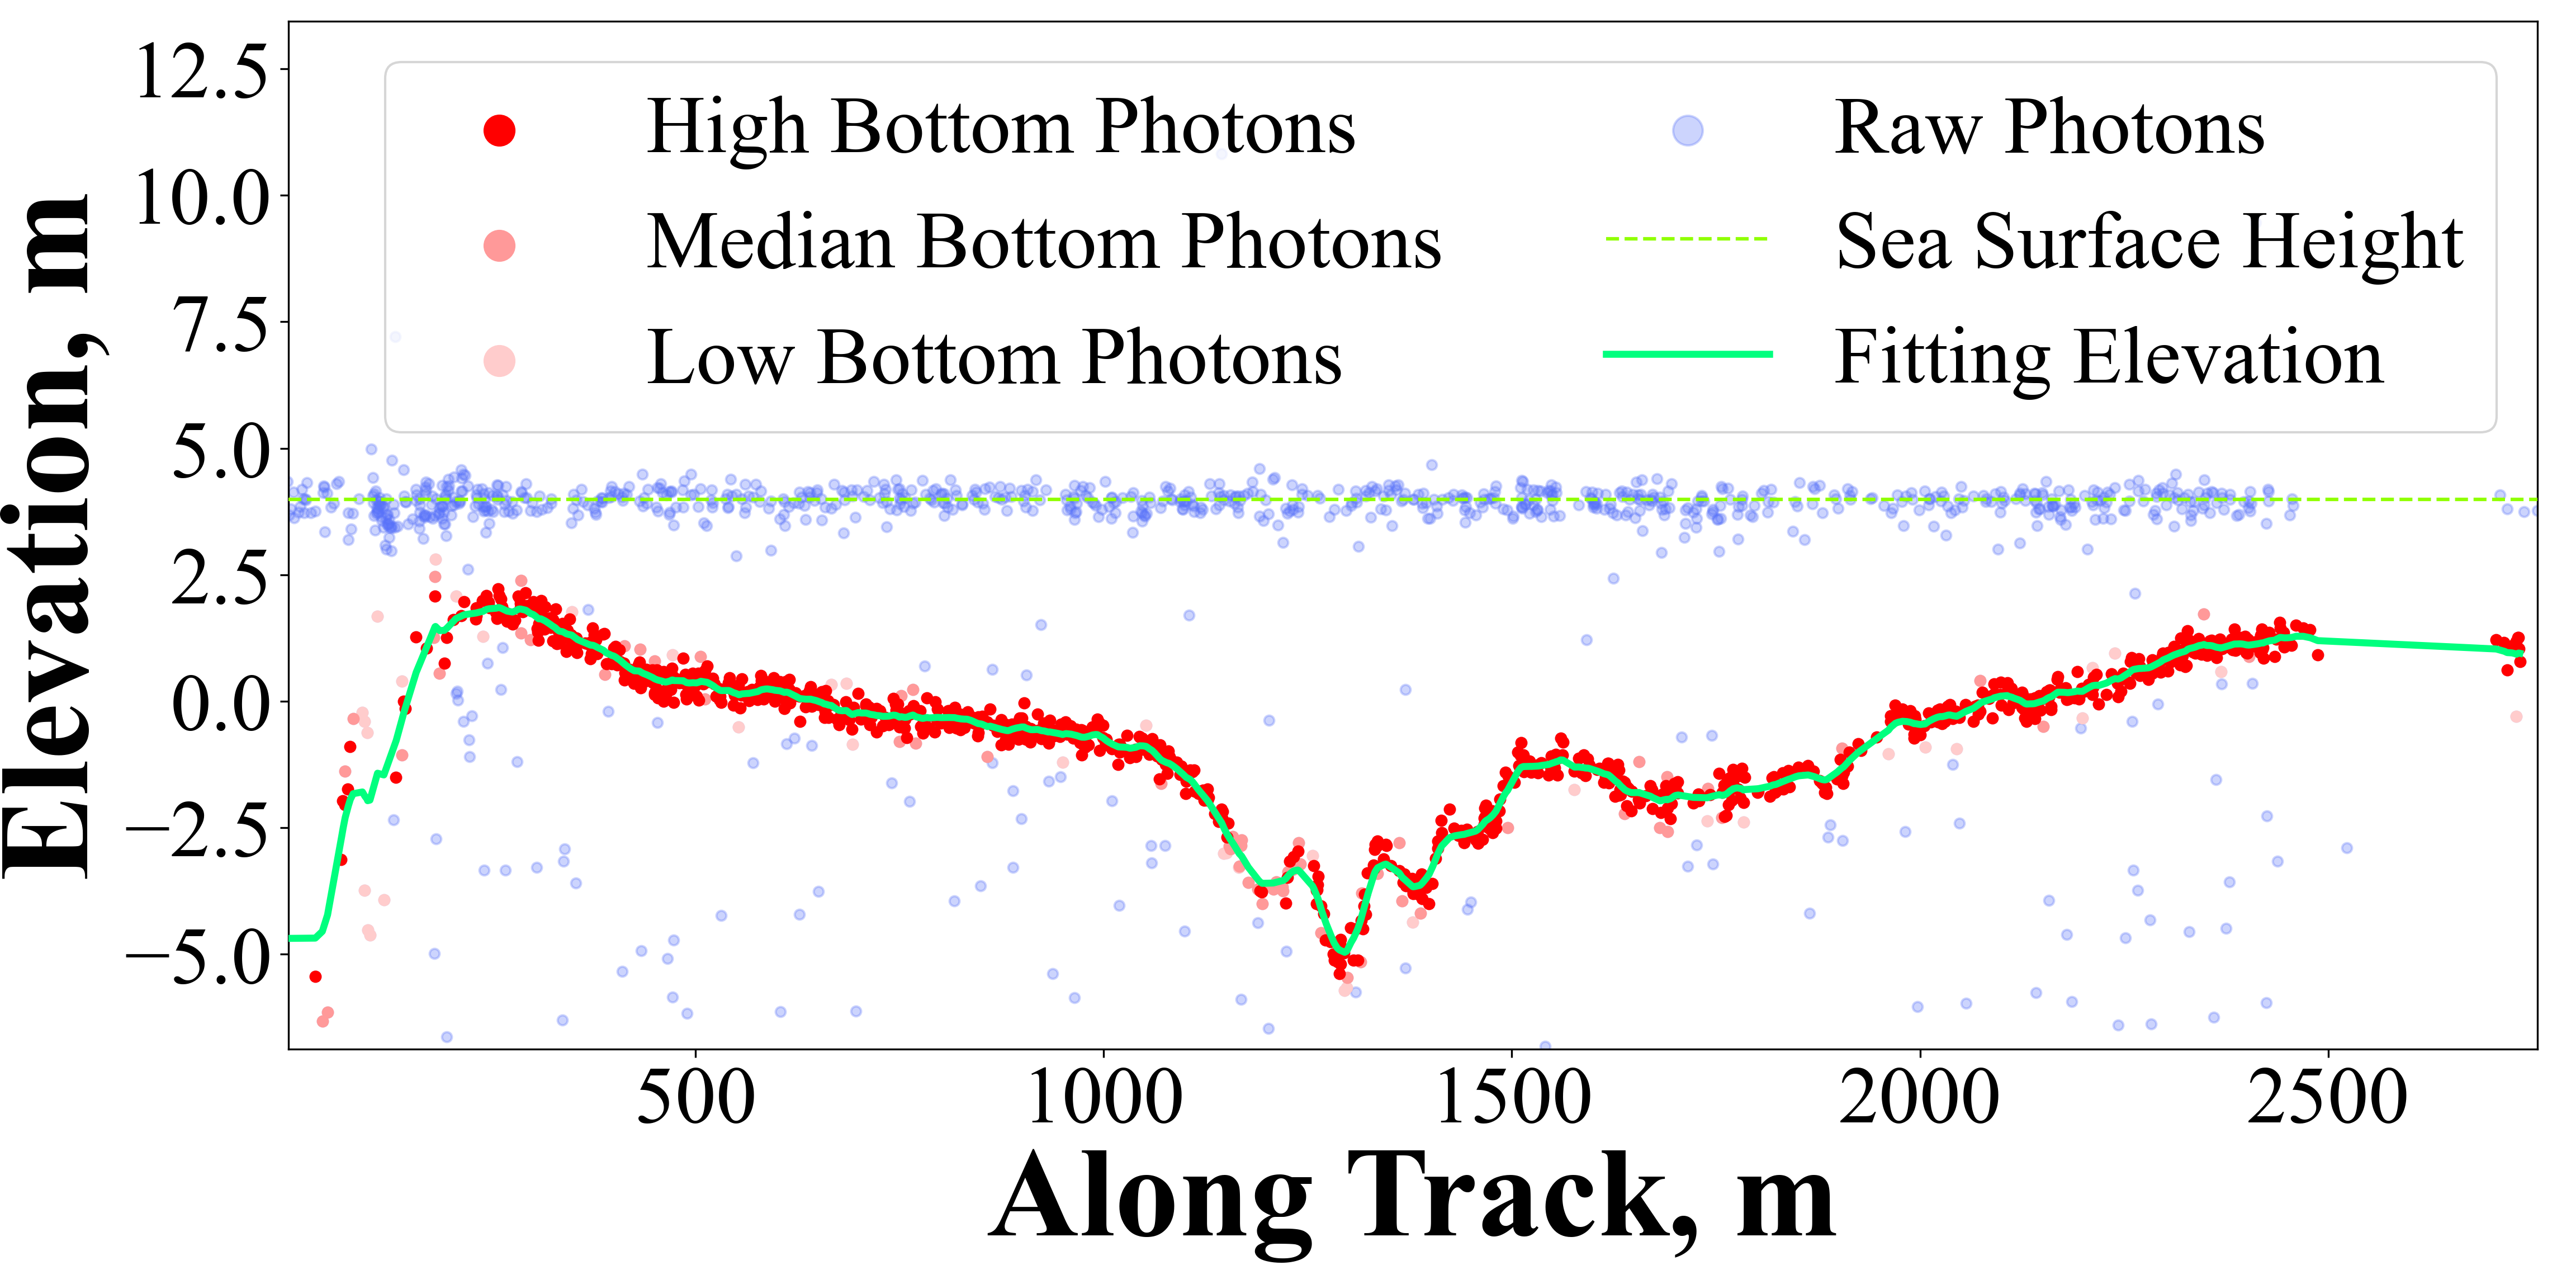 12.5
10.0
7.5
5.0
2.5
0.0
−2.5
−5.0
Elevation, m
High Bottom Photons
Median Bottom Photons
Low Bottom Photons
Raw Photons
Sea Surface Height
Fitting Elevation
500
1000
1500
2000
2500
Along Track, m